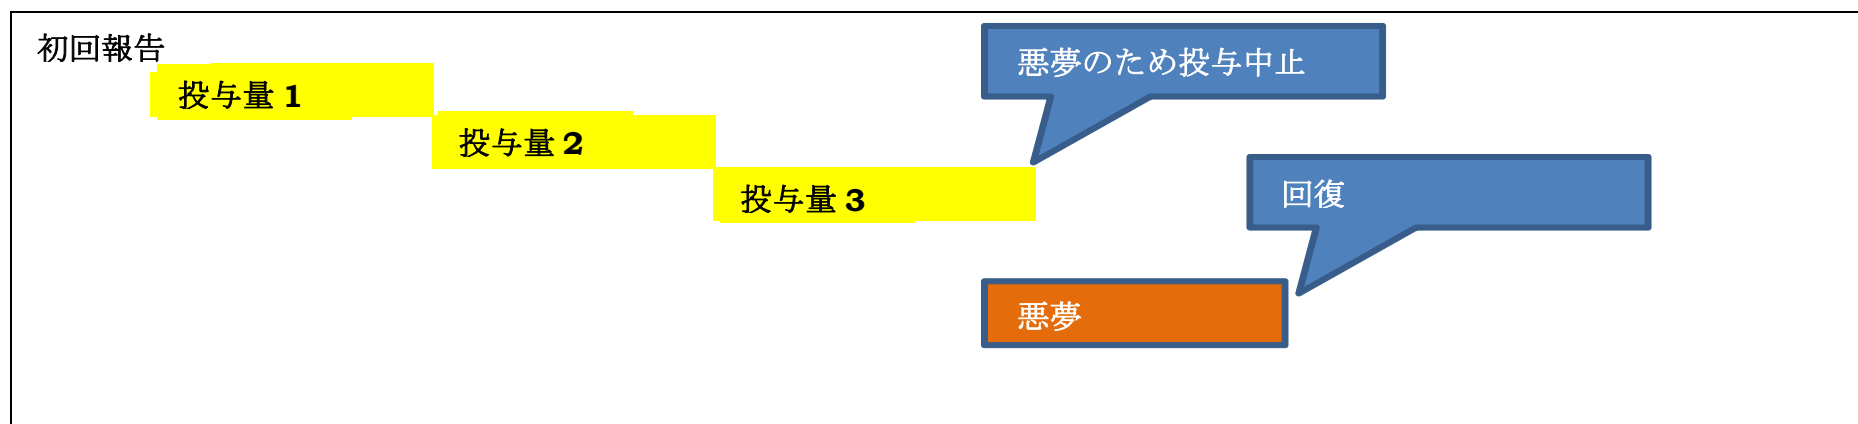 初回報告
悪夢のため投与中止
投与量 1
投与量 2
投与量 3
回復
悪夢